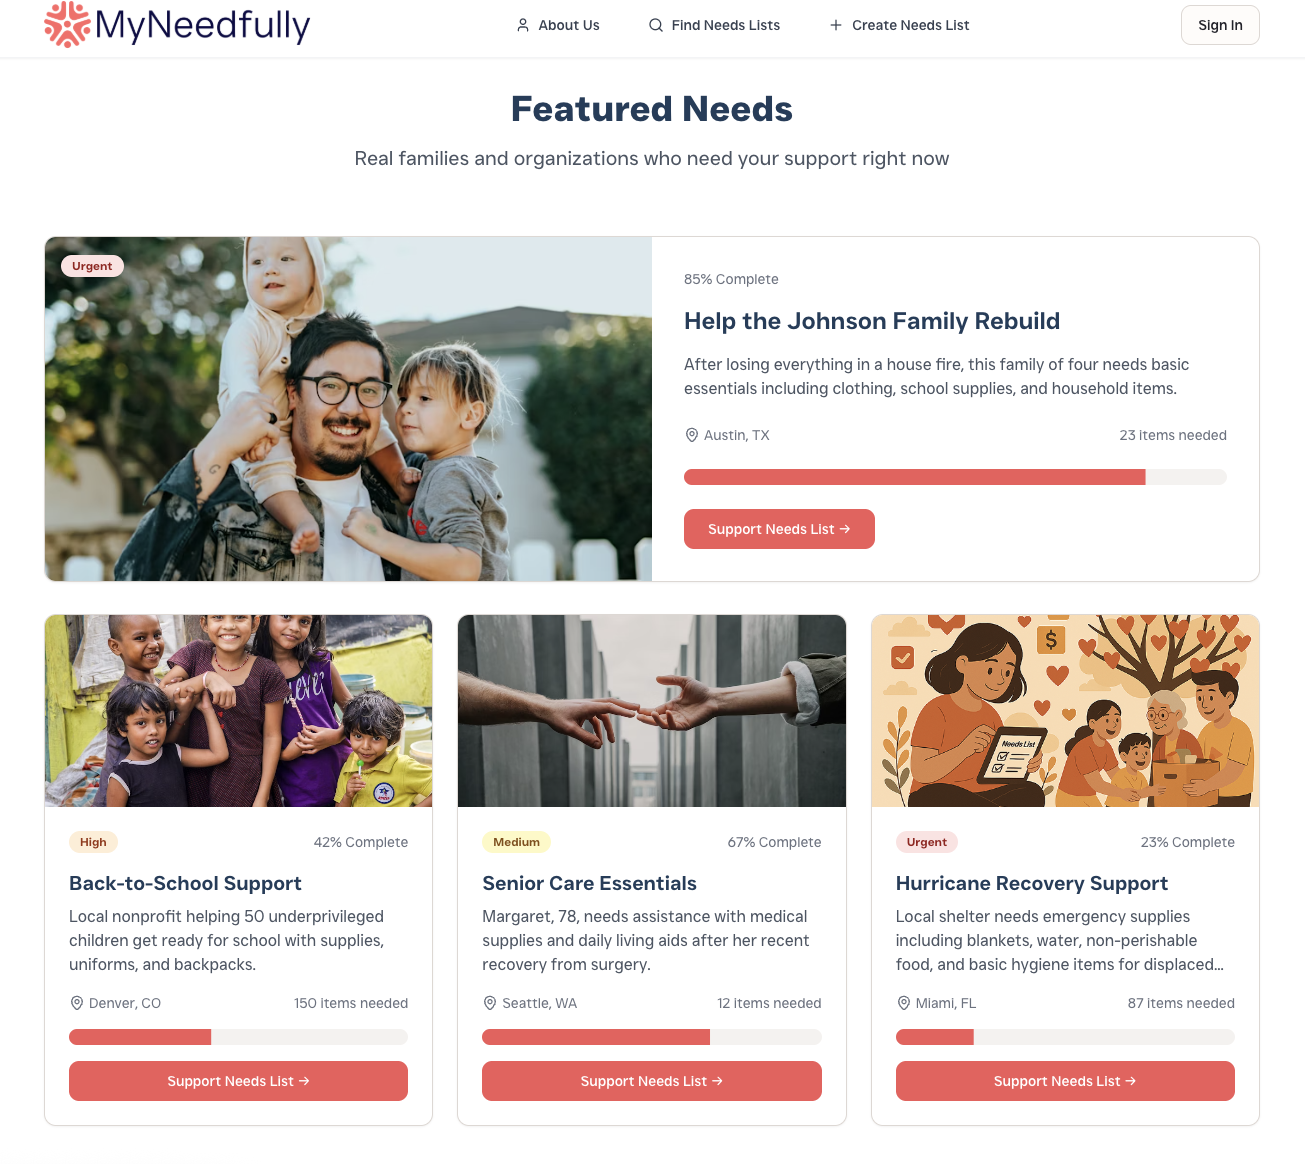 MyNeedfully
About Us
Find Needs Lists
Create Needs List
Sign In
Featured Needs
Real families and organizations who need your support right now
Urgent
85% Complete
Help the Johnson Family Rebuild
After losing everything in a house fire, this family of four needs basic
essentials including clothing, school supplies, and household items.
Austin, TX
23 items needed
Support Needs List →
High
42% Complete
Back-to-School Support
Local nonprofit helping 50 underprivileged
children get ready for school with supplies,
uniforms, and backpacks.
Denver, CO
150 items needed
Support Needs List →
Medium
67% Complete
Senior Care Essentials
Margaret, 78, needs assistance with medical
supplies and daily living aids after her recent
recovery from surgery.
Seattle, WA
12 items needed
Support Needs List →
$
Needs List
Urgent
23% Complete
Hurricane Recovery Support
Local shelter needs emergency supplies
including blankets, water, non-perishable
food, and basic hygiene items for displaced...
Miami, FL
87 items needed
Support Needs List →